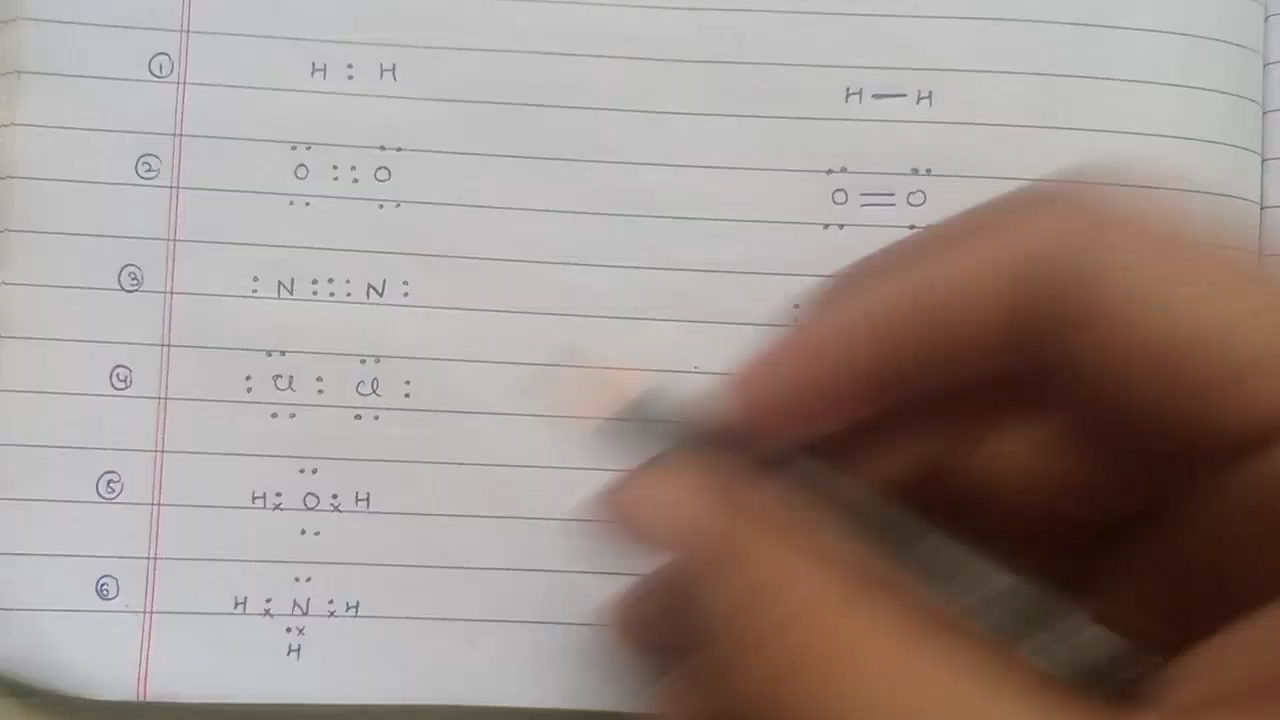 ① H : H H — H
② O :: O O = O
③ : N ::: N : :
④ : Cl : Cl :
⑤ H : O : H
⑥ H : N : H
H